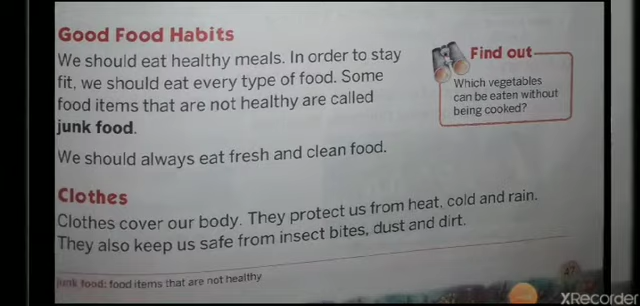 Good Food Habits
We should eat healthy meals. In order to stay
fit, we should eat every type of food. Some
food items that are not healthy are called
junk food.
We should always eat fresh and clean food.
Find out
Which vegetables
can be eaten without
being cooked?
Clothes
Clothes cover our body. They protect us from heat, cold and rain.
They also keep us safe from insect bites, dust and dirt.
junk food: food items that are not healthy
47
XRecorder